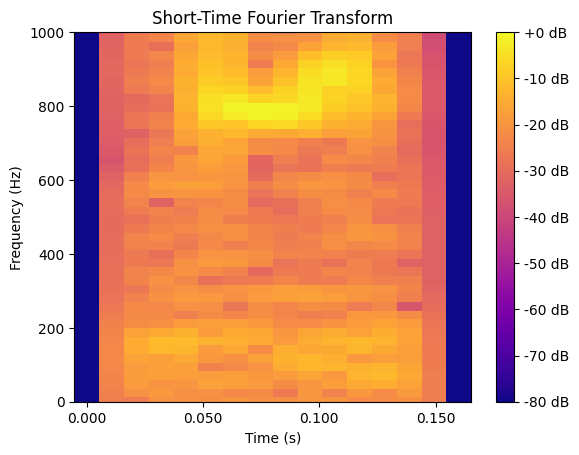 Short-Time Fourier Transform
1000
800
600
400
200
0
Frequency (Hz)
0.000
0.050
0.100
0.150
Time (s)
+0 dB
-10 dB
-20 dB
-30 dB
-40 dB
-50 dB
-60 dB
-70 dB
-80 dB